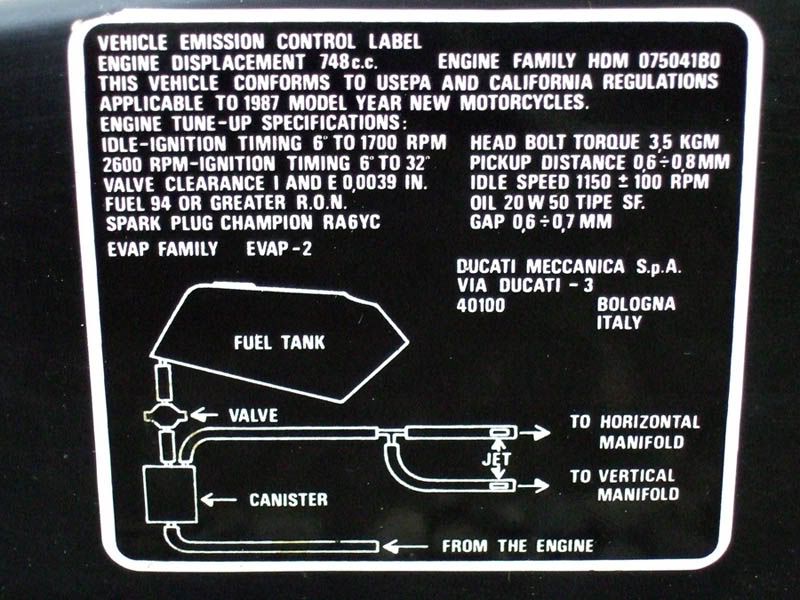 VEHICLE EMISSION CONTROL LABEL
ENGINE DISPLACEMENT 748c.c. ENGINE FAMILY HDM 075041B0
THIS VEHICLE CONFORMS TO USEPA AND CALIFORNIA REGULATIONS
APPLICABLE TO 1987 MODEL YEAR NEW MOTORCYCLES.
ENGINE TUNE-UP SPECIFICATIONS:
IDLE-IGNITION TIMING 6° TO 1700 RPM HEAD BOLT TORQUE 3,5 KGM
2600 RPM-IGNITION TIMING 6° TO 32° PICKUP DISTANCE 0,6÷0,8MM
VALVE CLEARANCE I AND E 0,0039 IN. IDLE SPEED 1150 ± 100 RPM
FUEL 94 OR GREATER R.O.N. OIL 20 W 50 TIPE SF.
SPARK PLUG CHAMPION RA6YC GAP 0,6÷0,7 MM
EVAP FAMILY EVAP-2
DUCATI MECCANICA S.p.A.
VIA DUCATI - 3
40100 BOLOGNA
ITALY
FUEL TANK
VALVE
TO HORIZONTAL
MANIFOLD
JET
TO VERTICAL
MANIFOLD
CANISTER
FROM THE ENGINE